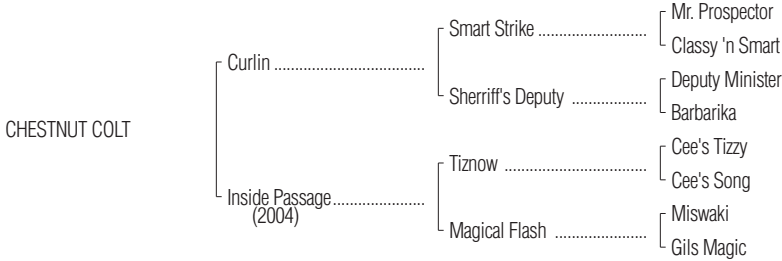 Mr. Prospector
Smart Strike ........................
Classy 'n Smart
Curlin .................................
Deputy Minister
Sherriff's Deputy .................
Barbarika
CHESTNUT COLT
Cee's Tizzy
Tiznow ................................
Cee's Song
Inside Passage....................
(2004)
Miswaki
Magical Flash ....................
Gils Magic